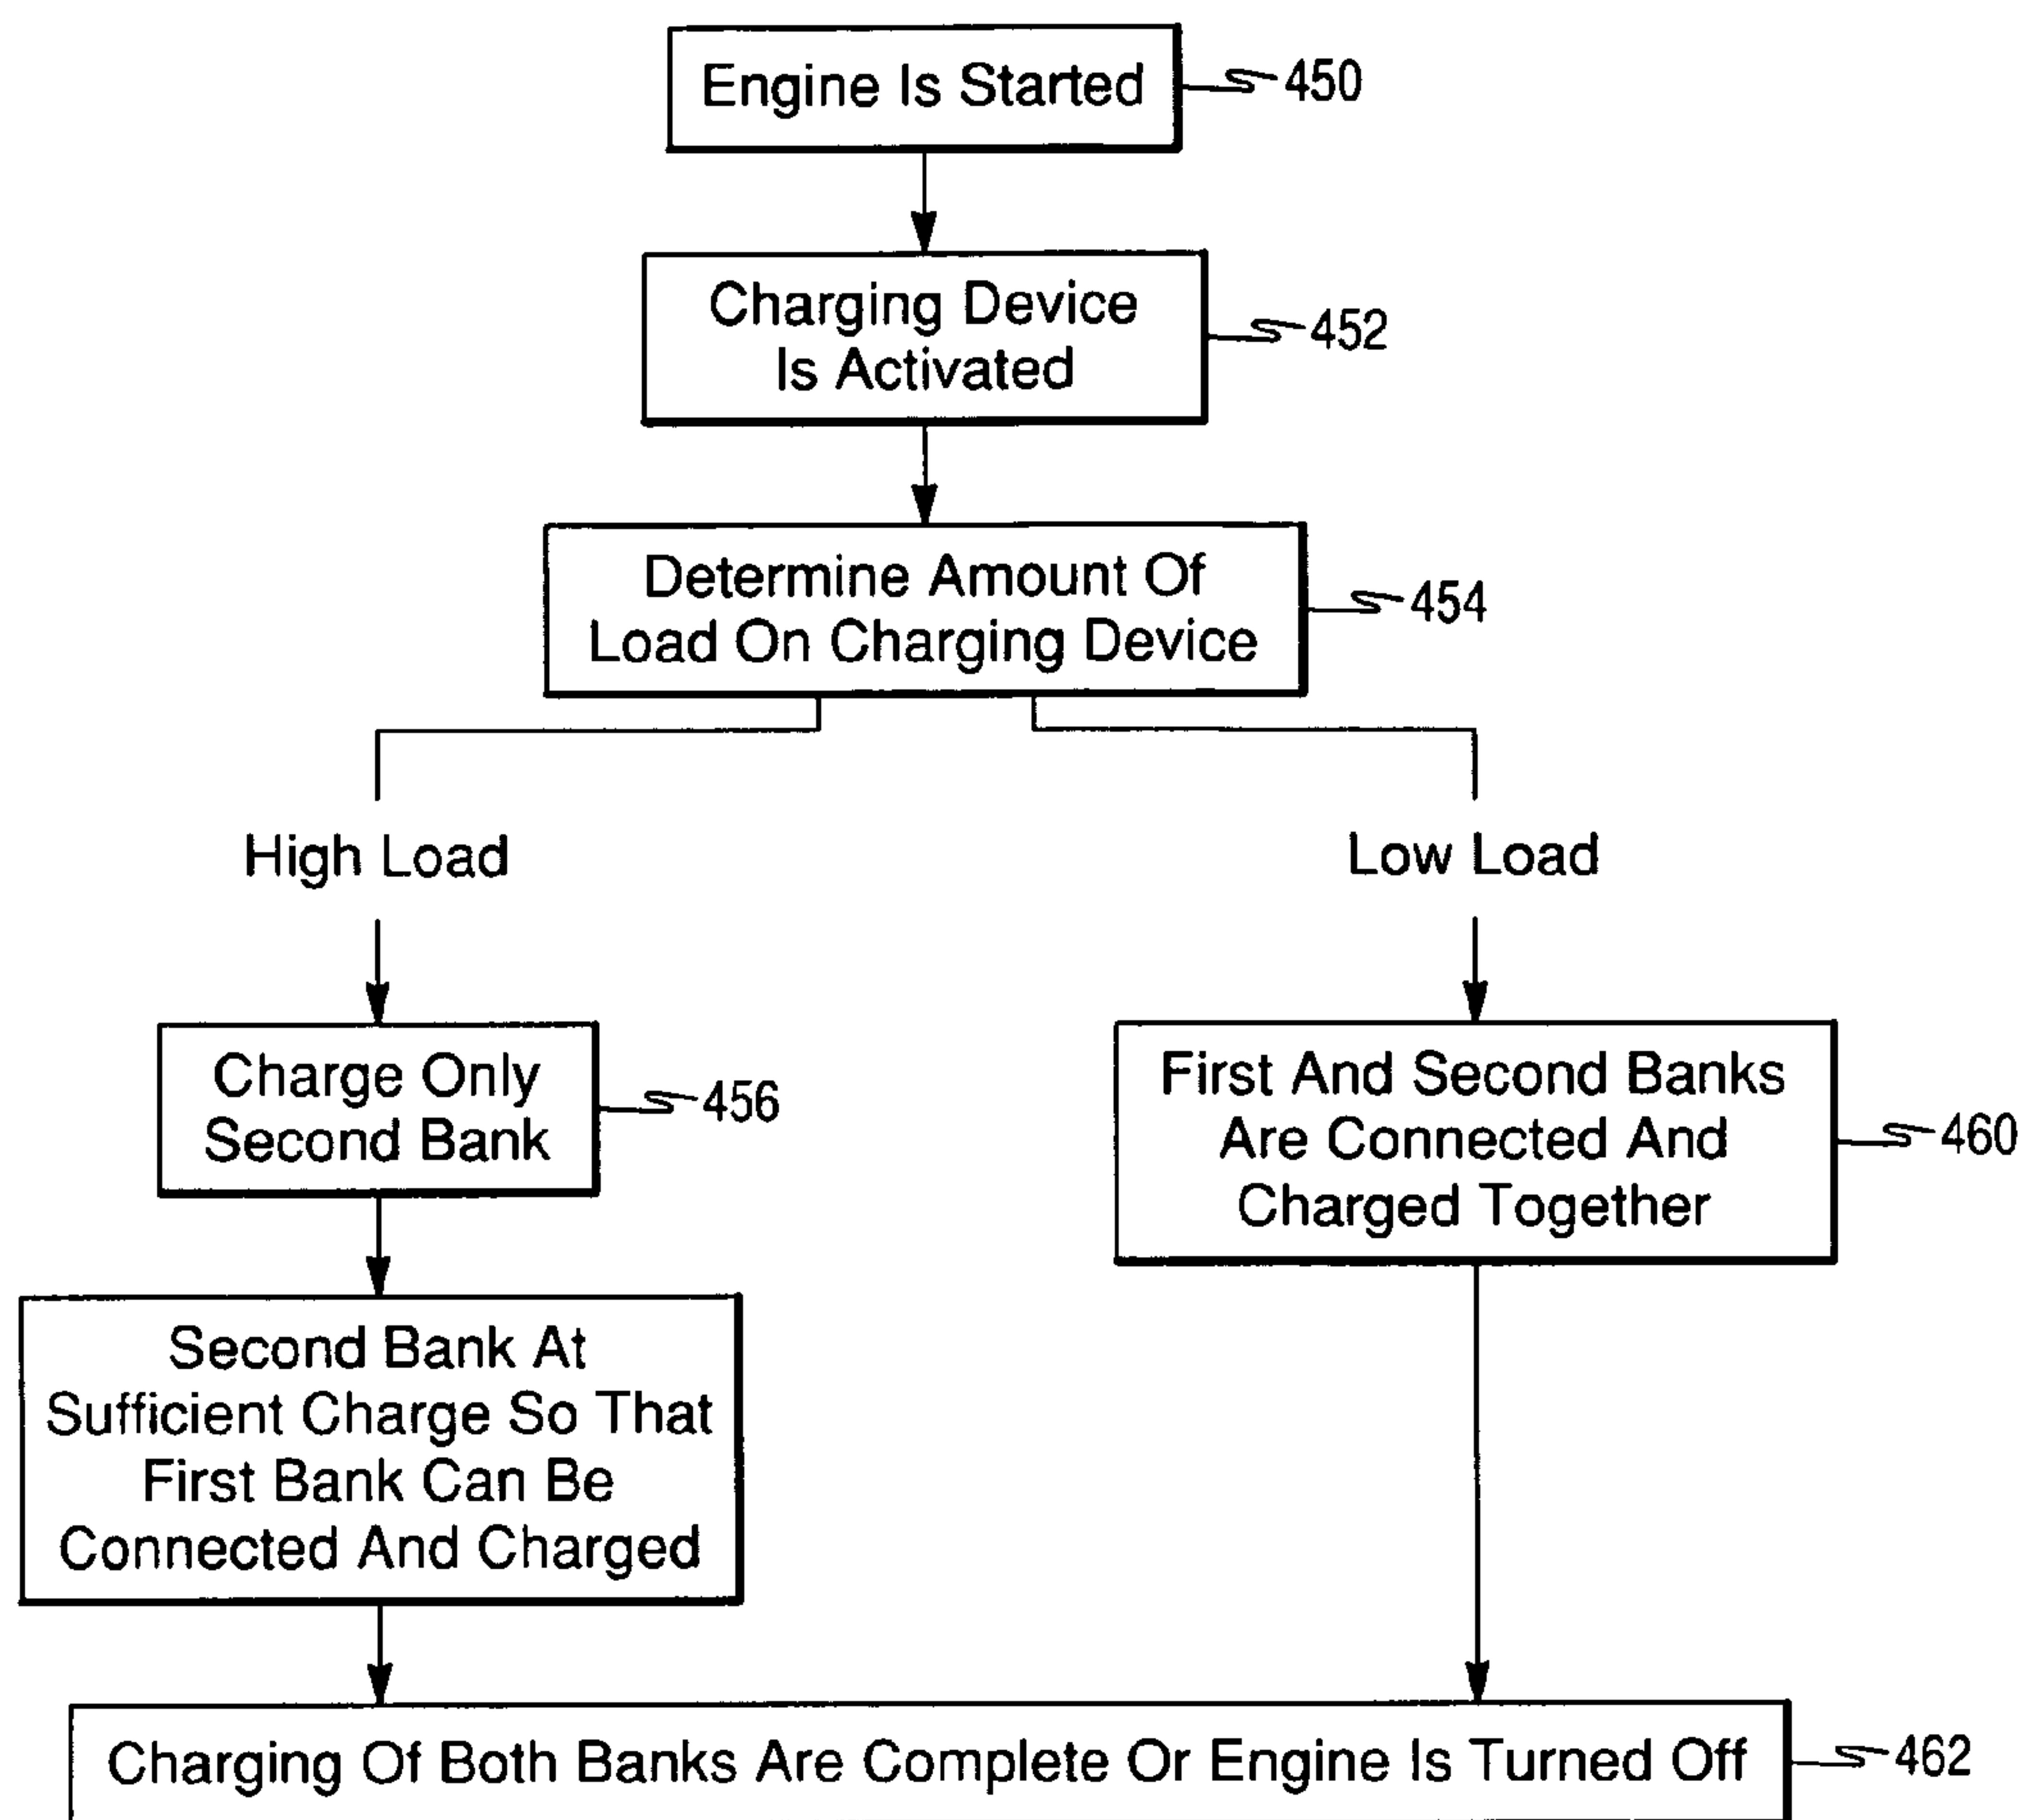 Engine Is Started
450
Charging Device
Is Activated
452
Determine Amount Of
Load On Charging Device
454
High Load
Low Load
Charge Only
Second Bank
456
First And Second Banks
Are Connected And
Charged Together
460
Second Bank At
Sufficient Charge So That
First Bank Can Be
Connected And Charged
Charging Of Both Banks Are Complete Or Engine Is Turned Off
462